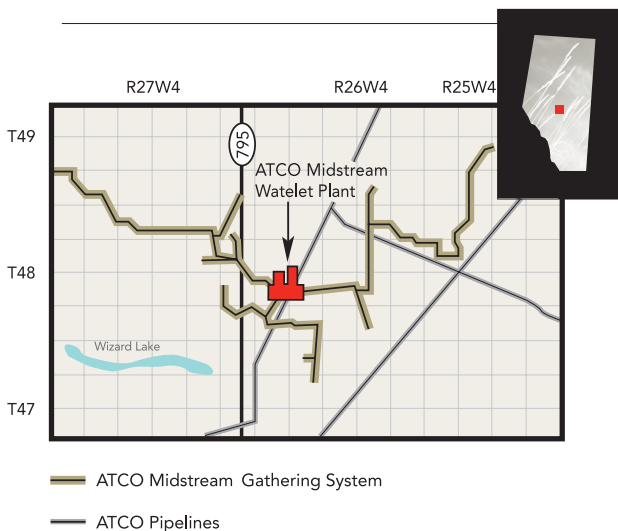 R27W4
R26W4
R25W4
T49
795
ATCO Midstream
Watelet Plant
T48
Wizard Lake
T47
ATCO Midstream Gathering System
ATCO Pipelines